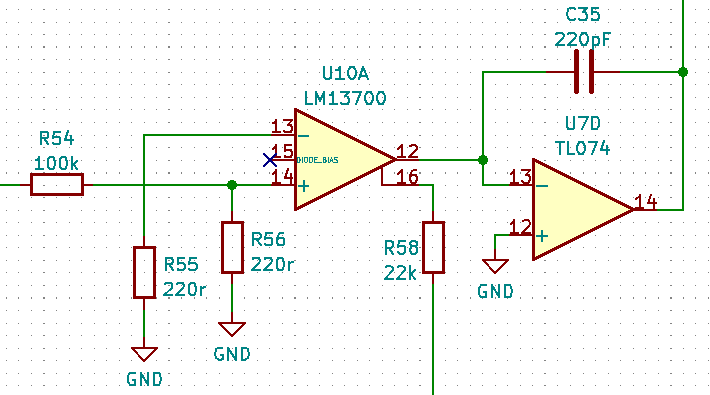 C35
220pF
U10A
LM13700
U7D
TL074
R54
100k
13
−
15
DIODE_BIAS
14
+
12
16
13
−
14
12
+
R56
220r
R58
22k
R55
220r
GND
GND
GND